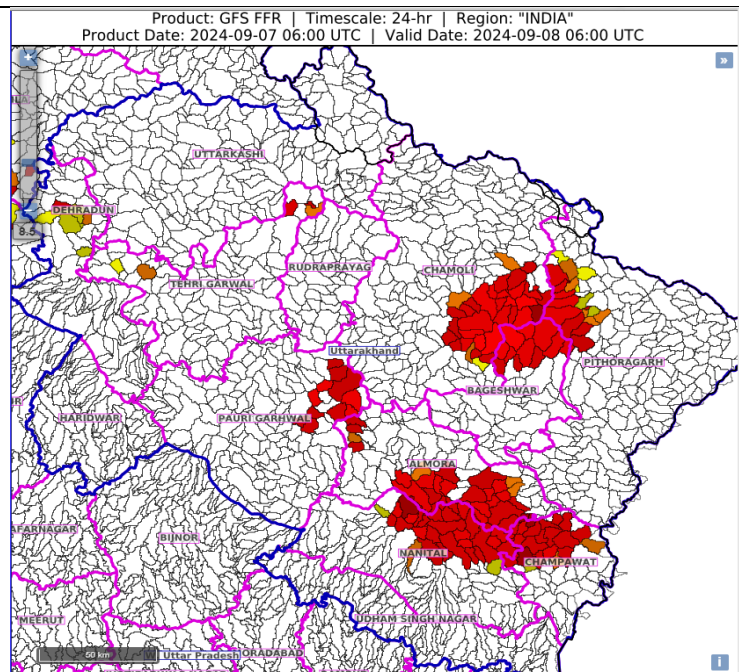 Product: GFS FFR | Timescale: 24-hr | Region: "INDIA"
Product Date: 2024-09-07 06:00 UTC | Valid Date: 2024-09-08 06:00 UTC
»
UTTARKASHI
DEHRADUN
8.5
RUDRAPRAYAG
CHAMOLI
TEHRI GARWAL
Uttarakhand
PITHORAGARH
BAGESHWAR
HARIDWAR
PAURI GARHWAL
ALMORA
AFARNAGAR
BIJNOR
NANITAL
CHAMPAWAT
MEERUT
UDHAM SINGH NAGAR
50 km
Uttar Pradesh
ORADABAD
i